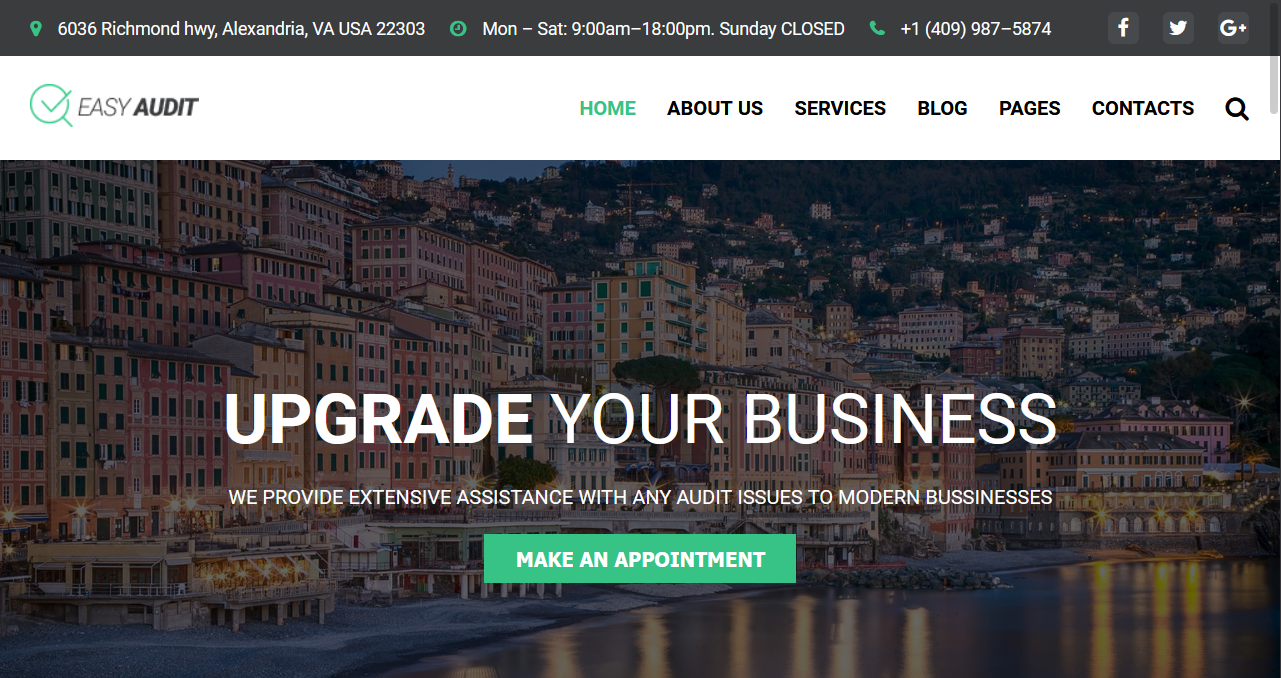 6036 Richmond hwy, Alexandria, VA USA 22303 Mon – Sat: 9:00am–18:00pm. Sunday CLOSED +1 (409) 987–5874
EASY AUDIT HOME ABOUT US SERVICES BLOG PAGES CONTACTS
UPGRADE YOUR BUSINESS
WE PROVIDE EXTENSIVE ASSISTANCE WITH ANY AUDIT ISSUES TO MODERN BUSSINESSES
MAKE AN APPOINTMENT